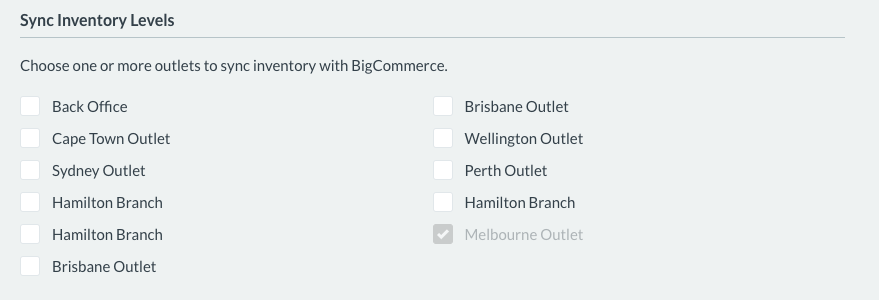 Sync Inventory Levels
Choose one or more outlets to sync inventory with BigCommerce.
Back Office
Brisbane Outlet
Cape Town Outlet
Wellington Outlet
Sydney Outlet
Perth Outlet
Hamilton Branch
Hamilton Branch
Hamilton Branch
Melbourne Outlet
Brisbane Outlet